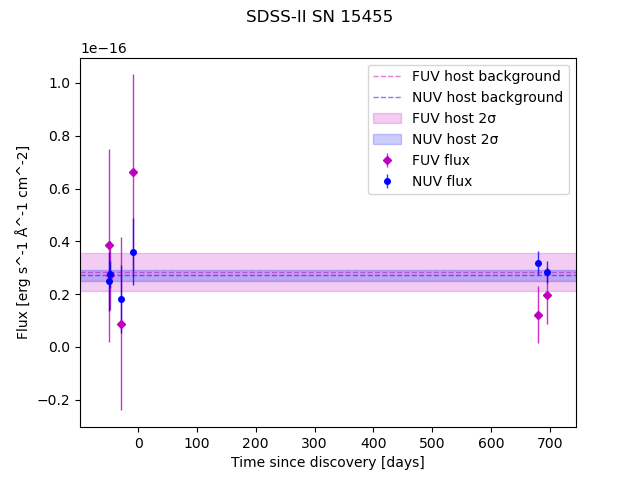 SDSS-II SN 15455
1e−16
FUV host background
NUV host background
FUV host 2σ
NUV host 2σ
FUV flux
NUV flux
1.0
0.8
0.6
0.4
0.2
0.0
−0.2
Flux [erg s^-1 Å^-1 cm^-2]
0 100 200 300 400 500 600 700
Time since discovery [days]